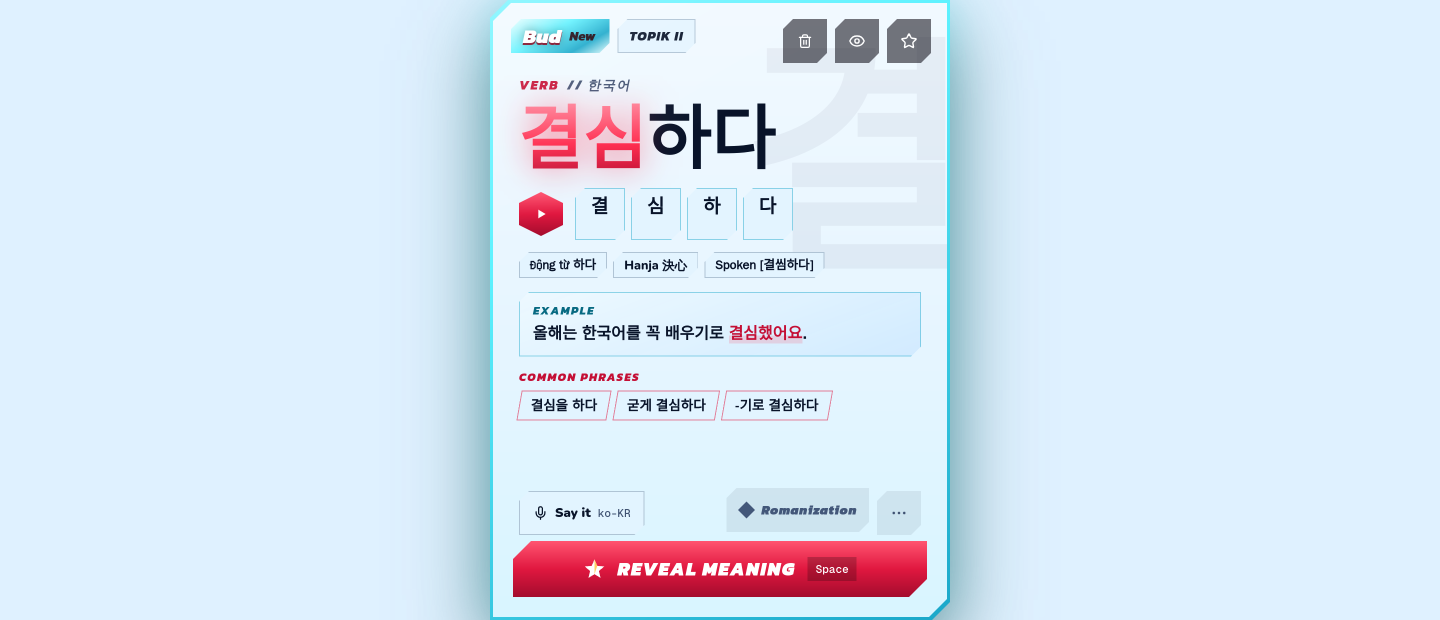 Bud New TOPIK II
VERB // 한국어
결심하다
결 심 하 다
Động từ 하다 Hanja 決心 Spoken [결씸하다]
EXAMPLE
올해는 한국어를 꼭 배우기로 결심했어요.
COMMON PHRASES
결심을 하다 굳게 결심하다 -기로 결심하다
Say it ko-KR Romanization ...
REVEAL MEANING Space
결